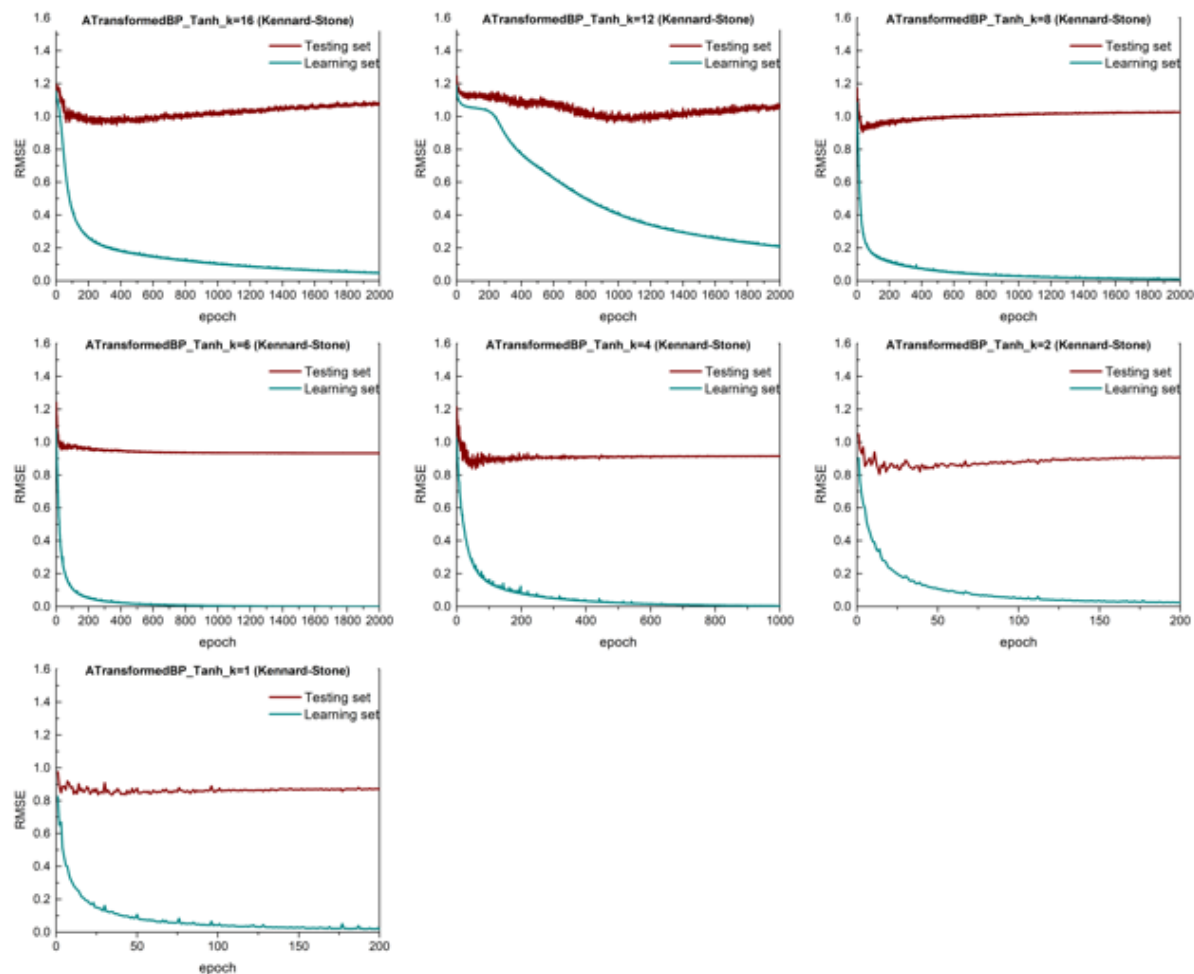 ATransformedBP_Tanh_k=16 (Kennard-Stone)
Testing set
Learning set
RMSE
1.6
1.4
1.2
1.0
0.8
0.6
0.4
0.2
0.0
0 200 400 600 800 1000 1200 1400 1600 1800 2000
epoch
ATransformedBP_Tanh_k=12 (Kennard-Stone)
Testing set
Learning set
RMSE
1.6
1.4
1.2
1.0
0.8
0.6
0.4
0.2
0.0
0 200 400 600 800 1000 1200 1400 1600 1800 2000
epoch
ATransformedBP_Tanh_k=8 (Kennard-Stone)
Testing set
Learning set
RMSE
1.6
1.4
1.2
1.0
0.8
0.6
0.4
0.2
0.0
0 200 400 600 800 1000 1200 1400 1600 1800 2000
epoch
ATransformedBP_Tanh_k=6 (Kennard-Stone)
Testing set
Learning set
RMSE
1.6
1.4
1.2
1.0
0.8
0.6
0.4
0.2
0.0
0 200 400 600 800 1000 1200 1400 1600 1800 2000
epoch
ATransformedBP_Tanh_k=4 (Kennard-Stone)
Testing set
Learning set
RMSE
1.6
1.4
1.2
1.0
0.8
0.6
0.4
0.2
0.0
0 200 400 600 800 1000
epoch
ATransformedBP_Tanh_k=2 (Kennard-Stone)
Testing set
Learning set
RMSE
1.6
1.4
1.2
1.0
0.8
0.6
0.4
0.2
0.0
0 50 100 150 200
epoch
ATransformedBP_Tanh_k=1 (Kennard-Stone)
Testing set
Learning set
RMSE
1.6
1.4
1.2
1.0
0.8
0.6
0.4
0.2
0.0
0 50 100 150 200
epoch